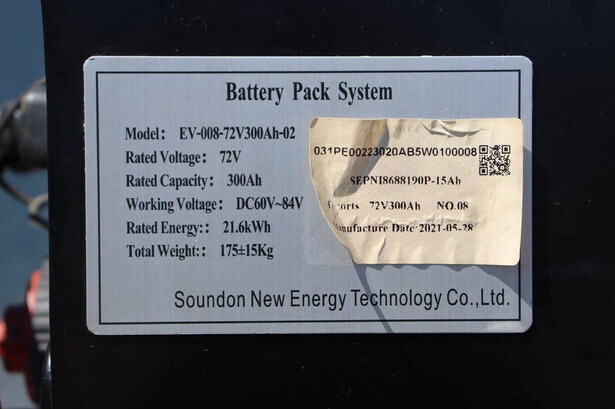 Battery Pack System
Model: EV-008-72V300Ah-02
Rated Voltage: 72V
Rated Capacity: 300Ah
Working Voltage: DC60V~84V
Rated Energy:: 21.6kWh
Total Weight:: 175±15Kg
031PE00223020AB5W0100008
SEPNI8688190P-15Ah
72V300Ah NO.08
Date:2021-05-28
Soundon New Energy Technology Co.,Ltd.